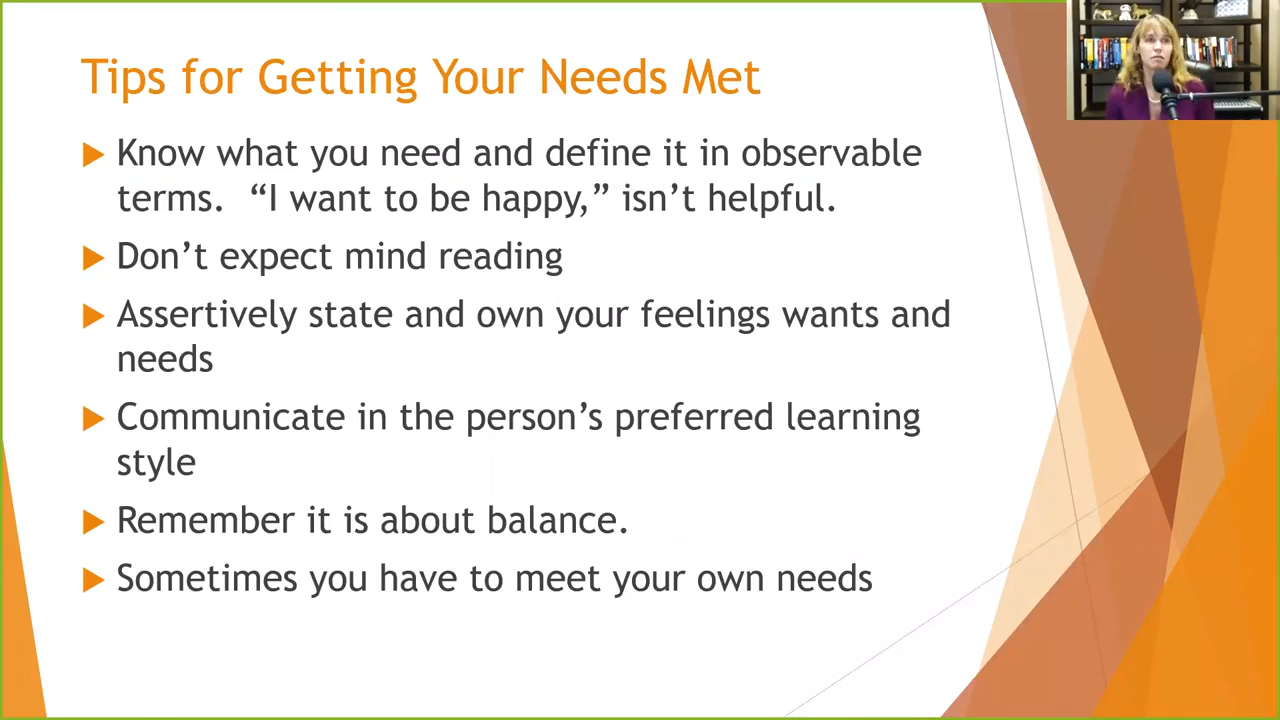 Tips for Getting Your Needs Met
Know what you need and define it in observable
terms.  “I want to be happy,” isn’t helpful.
Don’t expect mind reading
Assertively state and own your feelings wants and
needs
Communicate in the person’s preferred learning
style
Remember it is about balance.
Sometimes you have to meet your own needs